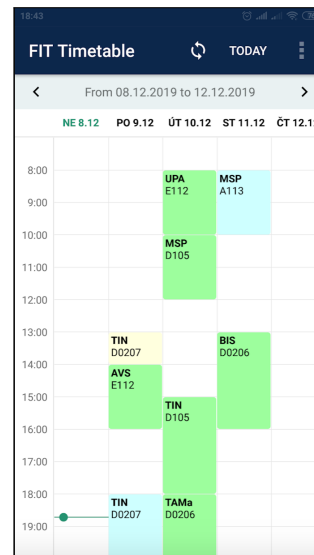 18:43
FIT Timetable
TODAY
From 08.12.2019 to 12.12.2019
NE 8.12 PO 9.12 ÚT 10.12 ST 11.12 ČT 12.1
8:00
UPA
E112
MSP
A113
9:00
10:00
MSP
D105
11:00
12:00
13:00
TIN
D0207
BIS
D0206
14:00
AVS
E112
15:00
TIN
D105
16:00
17:00
18:00
TIN
D0207
TAMa
D0206
19:00